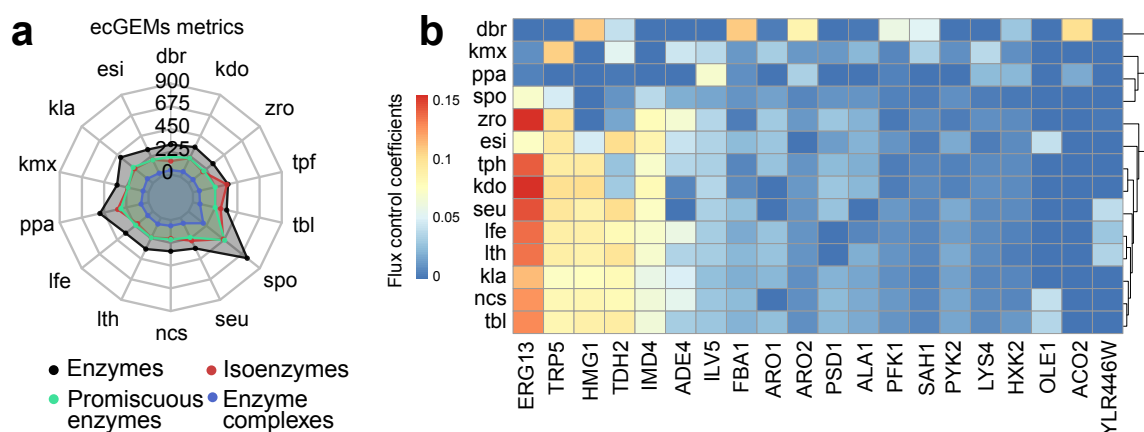 a
ecGEMs metrics
dbr
esi
kdo
kla
zro
kmx
tpf
ppa
tbl
lfe
spo
lth
seu
ncs
900
675
450
225
0
Enzymes
Isoenzymes
Promiscuous enzymes
Enzyme complexes
b
Flux control coefficients
0.15
0.1
0.05
0
dbr
kmx
ppa
spo
zro
esi
tph
kdo
seu
lfe
lth
kla
ncs
tbl
ERG13
TRP5
HMG1
TDH2
IMD4
ADE4
ILV5
FBA1
ARO1
ARO2
PSD1
ALA1
PFK1
SAH1
PYK2
LYS4
HXK2
OLE1
ACO2
YLR446W